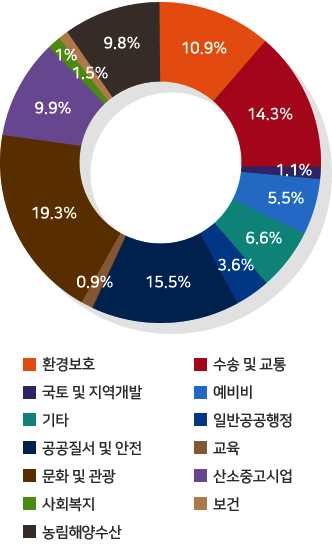 10.9%
14.3%
1.1%
5.5%
6.6%
3.6%
15.5%
0.9%
19.3%
9.9%
1%
1.5%
9.8%
환경보호
수송 및 교통
국토 및 지역개발
예비비
기타
일반공공행정
공공질서 및 안전
교육
문화 및 관광
산소중고시업
사회복지
보건
농림해양수산